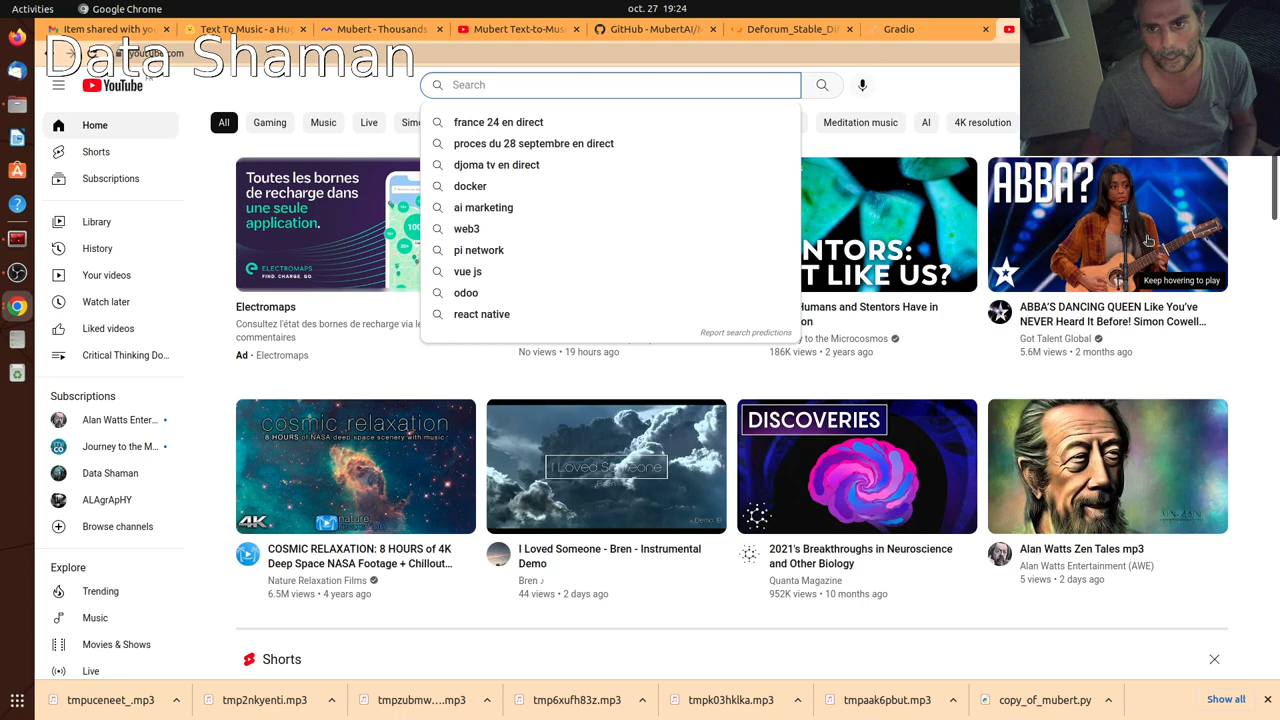 Activities
Google Chrome
oct. 27 19:24
Item shared with yo
Text To Music - a Hu
Mubert - Thousands
Mubert Text-to-Mus
GitHub - MubertAI/M
Deforum_Stable_Dif
Gradio
youtube.com
Data Shaman
YouTube FR
Search
Home
Shorts
Subscriptions
Library
History
Your videos
Watch later
Liked videos
Critical Thinking Do...
Subscriptions
Alan Watts Enter...
Journey to the M...
Data Shaman
ALAgrApHY
Browse channels
Explore
Trending
Music
Movies & Shows
Live
All
Gaming
Music
Live
Meditation music
AI
4K resolution
france 24 en direct
proces du 28 septembre en direct
djoma tv en direct
docker
ai marketing
web3
pi network
vue js
odoo
react native
Report search predictions
Toutes les bornes
de recharge dans
une seule
application.
ELECTROMAPS
FIND. CHARGE. GO.
Electromaps
Consultez l'état des bornes de recharge via le
commentaires
Ad • Electromaps
No views • 19 hours ago
NTORS:
T LIKE US?
Humans and Stentors Have in
to the Microcosmos
186K views • 2 years ago
ABBA?
Keep hovering to play
ABBA'S DANCING QUEEN Like You've
NEVER Heard It Before! Simon Cowell...
Got Talent Global
5.6M views • 2 months ago
cosmic relaxation
8 HOURS of NASA deep space scenery with music
4K
nature
COSMIC RELAXATION: 8 HOURS of 4K
Deep Space NASA Footage + Chillout...
Nature Relaxation Films
6.5M views • 4 years ago
I Loved Someone
Bren
Demo
I Loved Someone - Bren - Instrumental
Demo
Bren ♪
44 views • 2 days ago
DISCOVERIES
2021's Breakthroughs in Neuroscience
and Other Biology
Quanta Magazine
952K views • 10 months ago
Alan Watts Zen Tales mp3
Alan Watts Entertainment (AWE)
5 views • 2 days ago
Shorts
tmpuceneet_.mp3
tmp2nkyenti.mp3
tmpzubmw....mp3
tmp6xufh83z.mp3
tmpk03hklka.mp3
tmpaak6pbut.mp3
copy_of_mubert.py
Show all